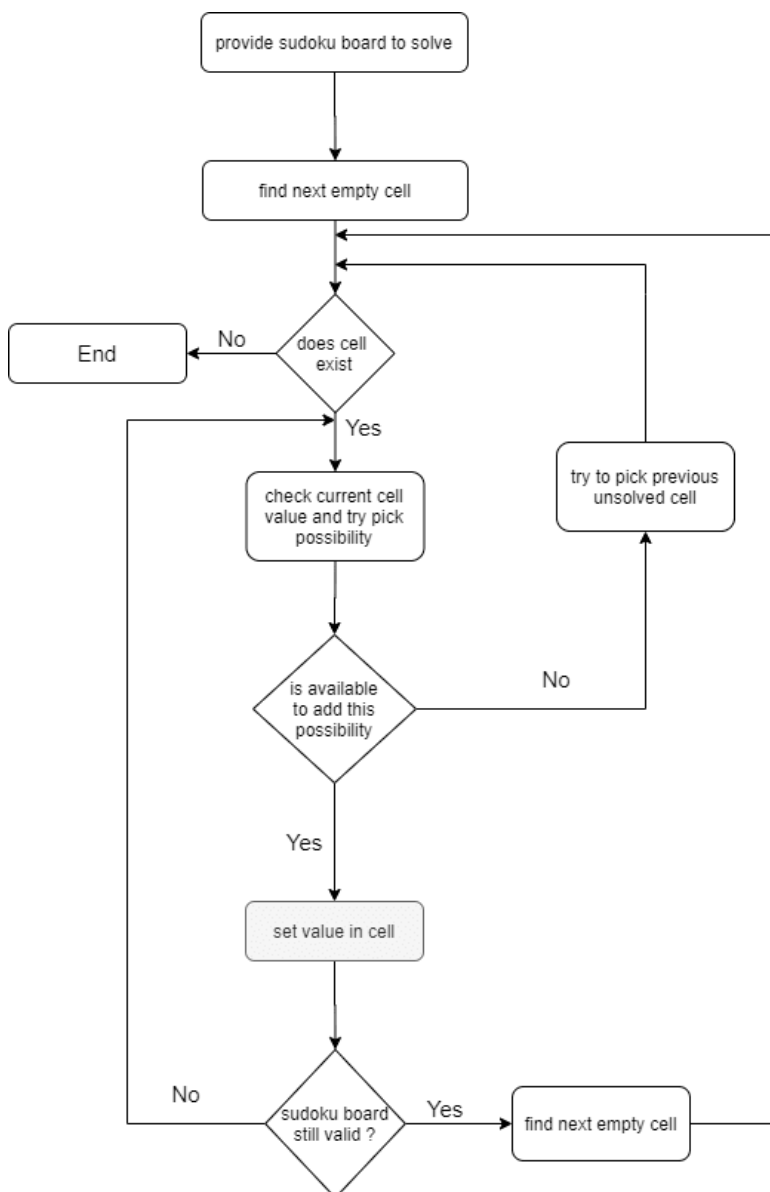 provide sudoku board to solve
find next empty cell
does cell
exist
No
End
Yes
check current cell
value and try pick
possibility
try to pick previous
unsolved cell
is available
to add this
possibility
No
Yes
set value in cell
sudoku board
still valid ?
No
Yes
find next empty cell